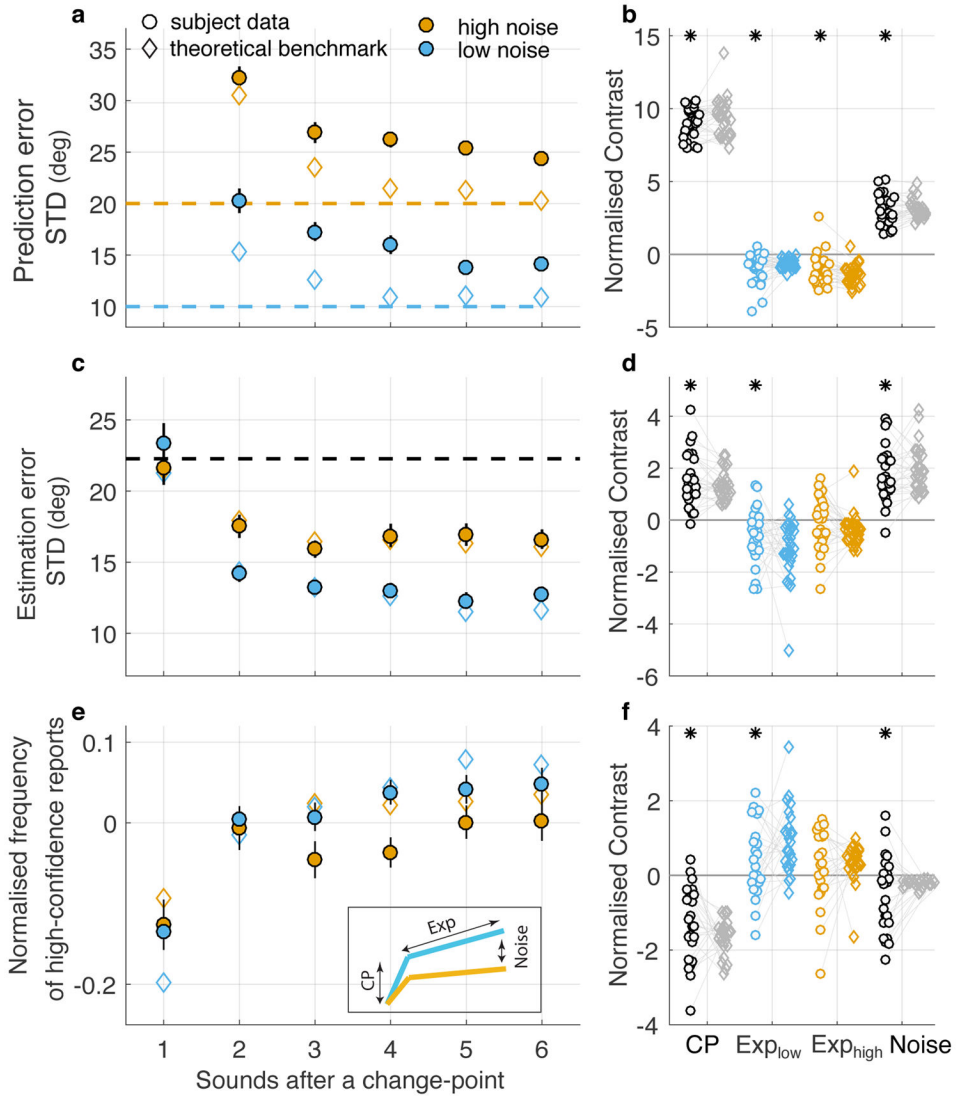 a
subject data
theoretical benchmark
high noise
low noise
35
30
25
20
15
10
Prediction error
STD (deg)
b
* * * *
15
10
5
0
-5
Normalised Contrast
c
25
20
15
10
Estimation error
STD (deg)
d
* * *
4
2
0
-2
-4
-6
Normalised Contrast
e
0.1
0
-0.2
Normalised frequency
of high-confidence reports
Exp
CP
Noise
1 2 3 4 5 6
Sounds after a change-point
f
* * *
4
2
0
-2
-4
Normalised Contrast
CP Exp_low Exp_high Noise